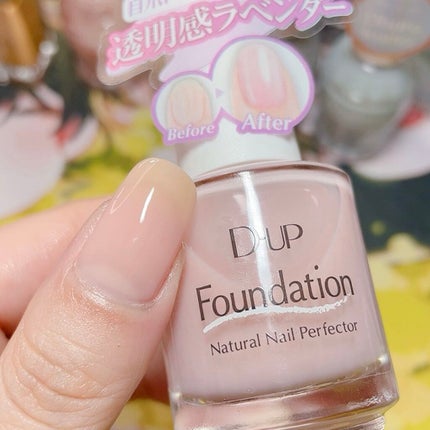 透明感ラベンダー
Before
After
D-UP
Foundation
Natural Nail Perfector